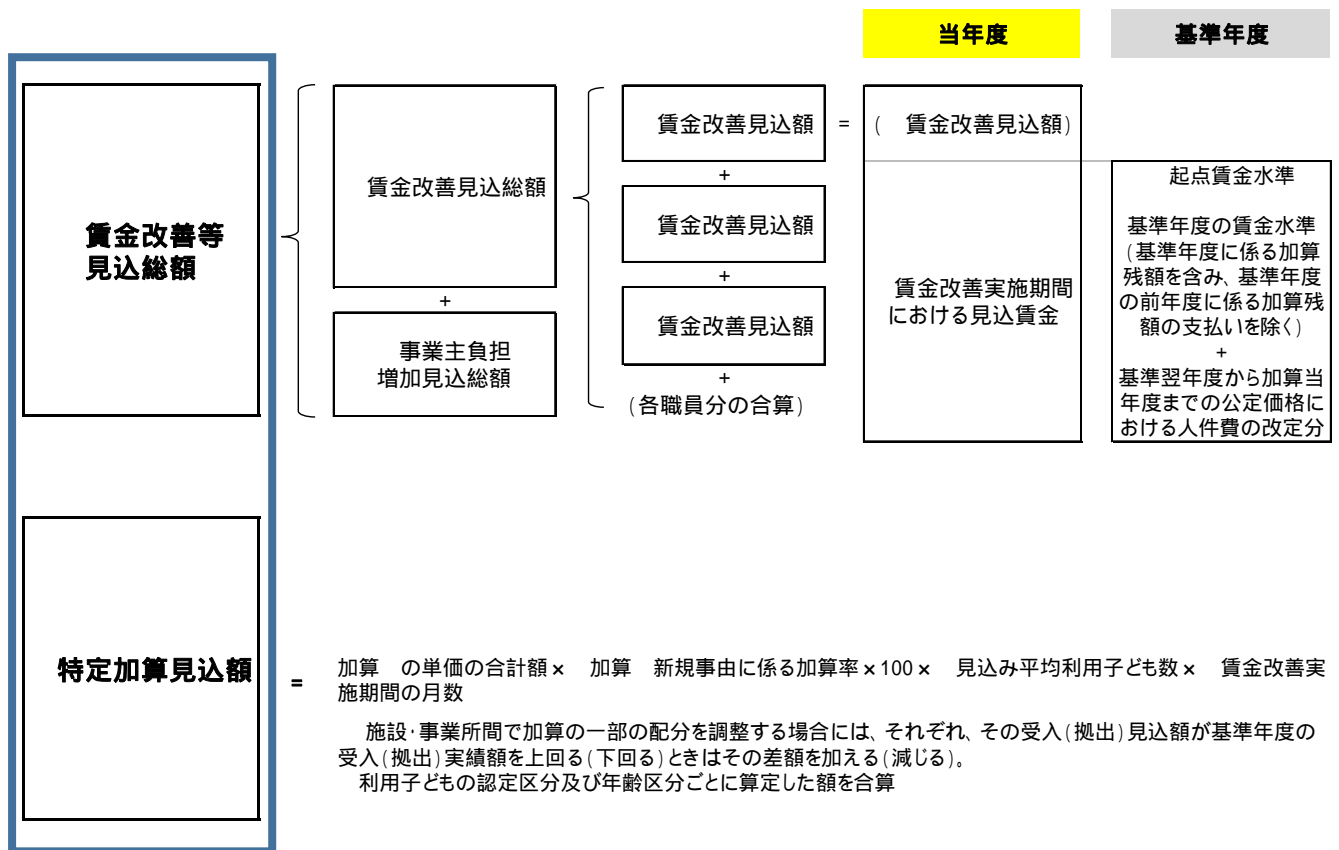 当年度
基準年度
賃金改善等
見込総額
賃金改善見込総額
+
事業主負担
増加見込総額
賃金改善見込額
+
賃金改善見込額
+
賃金改善見込額
+
(各職員分の合算)
=
( 賃金改善見込額)
賃金改善実施期間
における見込賃金
起点賃金水準
基準年度の賃金水準
(基準年度に係る加算
残額を含み、基準年度
の前年度に係る加算残
額の支払いを除く)
+
基準翌年度から加算当
年度までの公定価格に
おける人件費の改定分
特定加算見込額
=
加算 の単価の合計額× 加算 新規事由に係る加算率×100× 見込み平均利用子ども数× 賃金改善実
施期間の月数
施設・事業所間で加算の一部の配分を調整する場合には、それぞれ、その受入(拠出)見込額が基準年度の
受入(拠出)実績額を上回る(下回る)ときはその差額を加える(減じる)。
利用子どもの認定区分及び年齢区分ごとに算定した額を合算